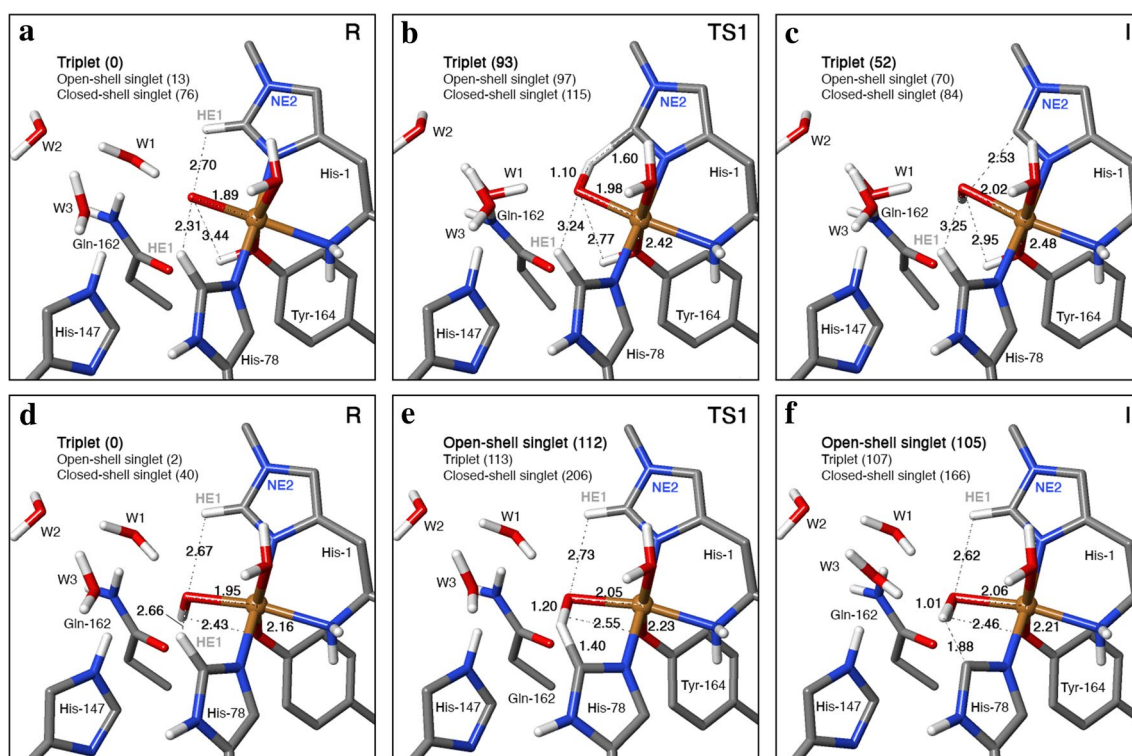 a
R
Triplet (0)
Open-shell singlet (13)
Closed-shell singlet (76)
NE2
HE1
W2
W1
2.70
His-1
1.89
W3
2.31
Gln-162
3.44
HE1
His-147
Tyr-164
His-78
b
TS1
Triplet (93)
Open-shell singlet (97)
Closed-shell singlet (115)
NE2
W2
1.60
W1
1.10
His-1
1.98
Gln-162
W3
3.24
2.77
HE1
2.42
His-147
Tyr-164
His-78
c
I
Triplet (52)
Open-shell singlet (70)
Closed-shell singlet (84)
NE2
W2
2.53
W1
His-1
2.02
Gln-162
W3
3.25
2.95
HE1
2.48
His-147
Tyr-164
His-78
d
R
Triplet (0)
Open-shell singlet (2)
Closed-shell singlet (40)
NE2
HE1
W2
W1
2.67
His-1
W3
1.95
2.66
Gln-162
2.43
2.16
HE1
His-147
Tyr-164
His-78
e
TS1
Open-shell singlet (112)
Triplet (113)
Closed-shell singlet (206)
NE2
HE1
W2
W1
2.73
His-1
W3
2.05
1.20
2.55
2.23
1.40
Gln-162
Tyr-164
His-147
His-78
f
I
Open-shell singlet (105)
Triplet (107)
Closed-shell singlet (166)
NE2
HE1
W2
W1
2.62
His-1
W3
2.06
1.01
Gln-162
2.46
2.21
1.88
Tyr-164
His-147
His-78